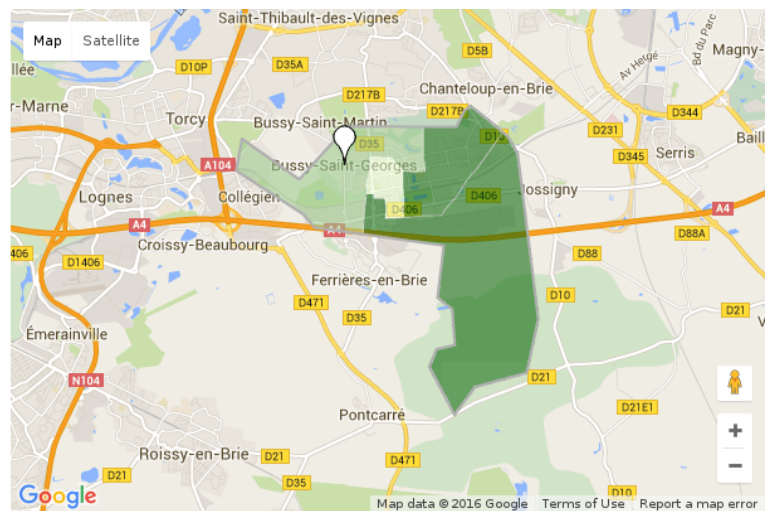 Saint-Thibault-des-Vignes
Map Satellite
D5B
Bd du Parc
Magny-
D10P
D35A
Av Hergé
llée
Chanteloup-en-Brie
D217B
r-Marne
Torcy
Bussy-Saint-Martin
D217B
D344
D231
D35
Bail
D345
Serris
A104
Bussy-Saint-Georges
Jossigny
Lognes
Collégien
D406
D406
A4
A4
A4
D88A
Croissy-Beaubourg
406
D1406
D88
Ferrières-en-Brie
D10
D471
D35
D21
Émerainville
N104
D21
D21E1
Pontcarré
Roissy-en-Brie
D21
D471
D21
D35
D10
Google
Map data © 2016 Google Terms of Use Report a map error